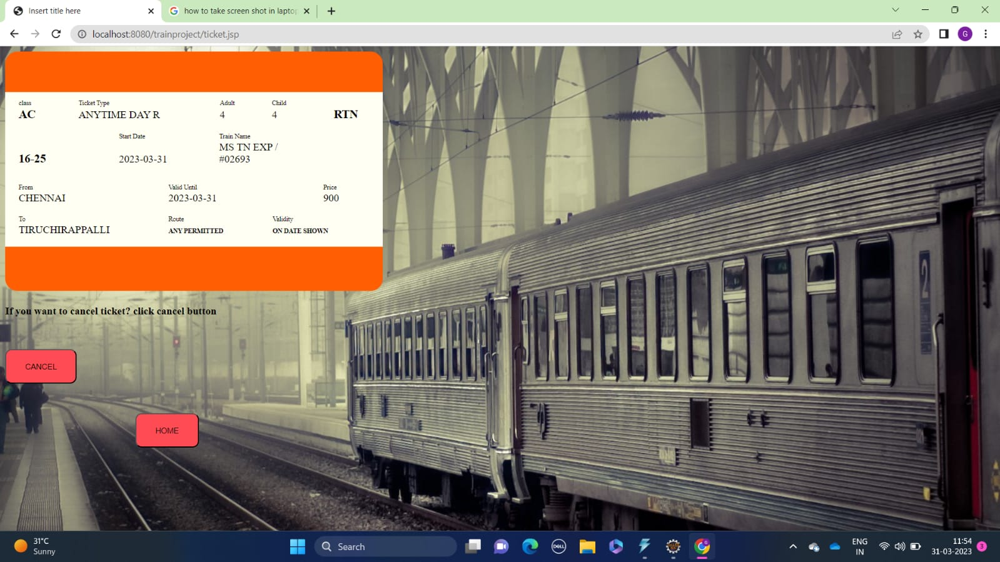 Insert title here
how to take screen shot in laptop
localhost:8080/trainproject/ticket.jsp
G
class Ticket Type Adult Child
AC ANYTIME DAY R 4 4 RTN
Start Date Train Name
MS TN EXP /
16-25 2023-03-31 #02693
From Valid Until Price
CHENNAI 2023-03-31 900
To Route Validity
TIRUCHIRAPPALLI ANY PERMITTED ON DATE SHOWN
2
If you want to cancel ticket? click cancel button
CANCEL
HOME
31°C
Sunny
Search
DELL
ENG
IN
11:54
31-03-2023
3